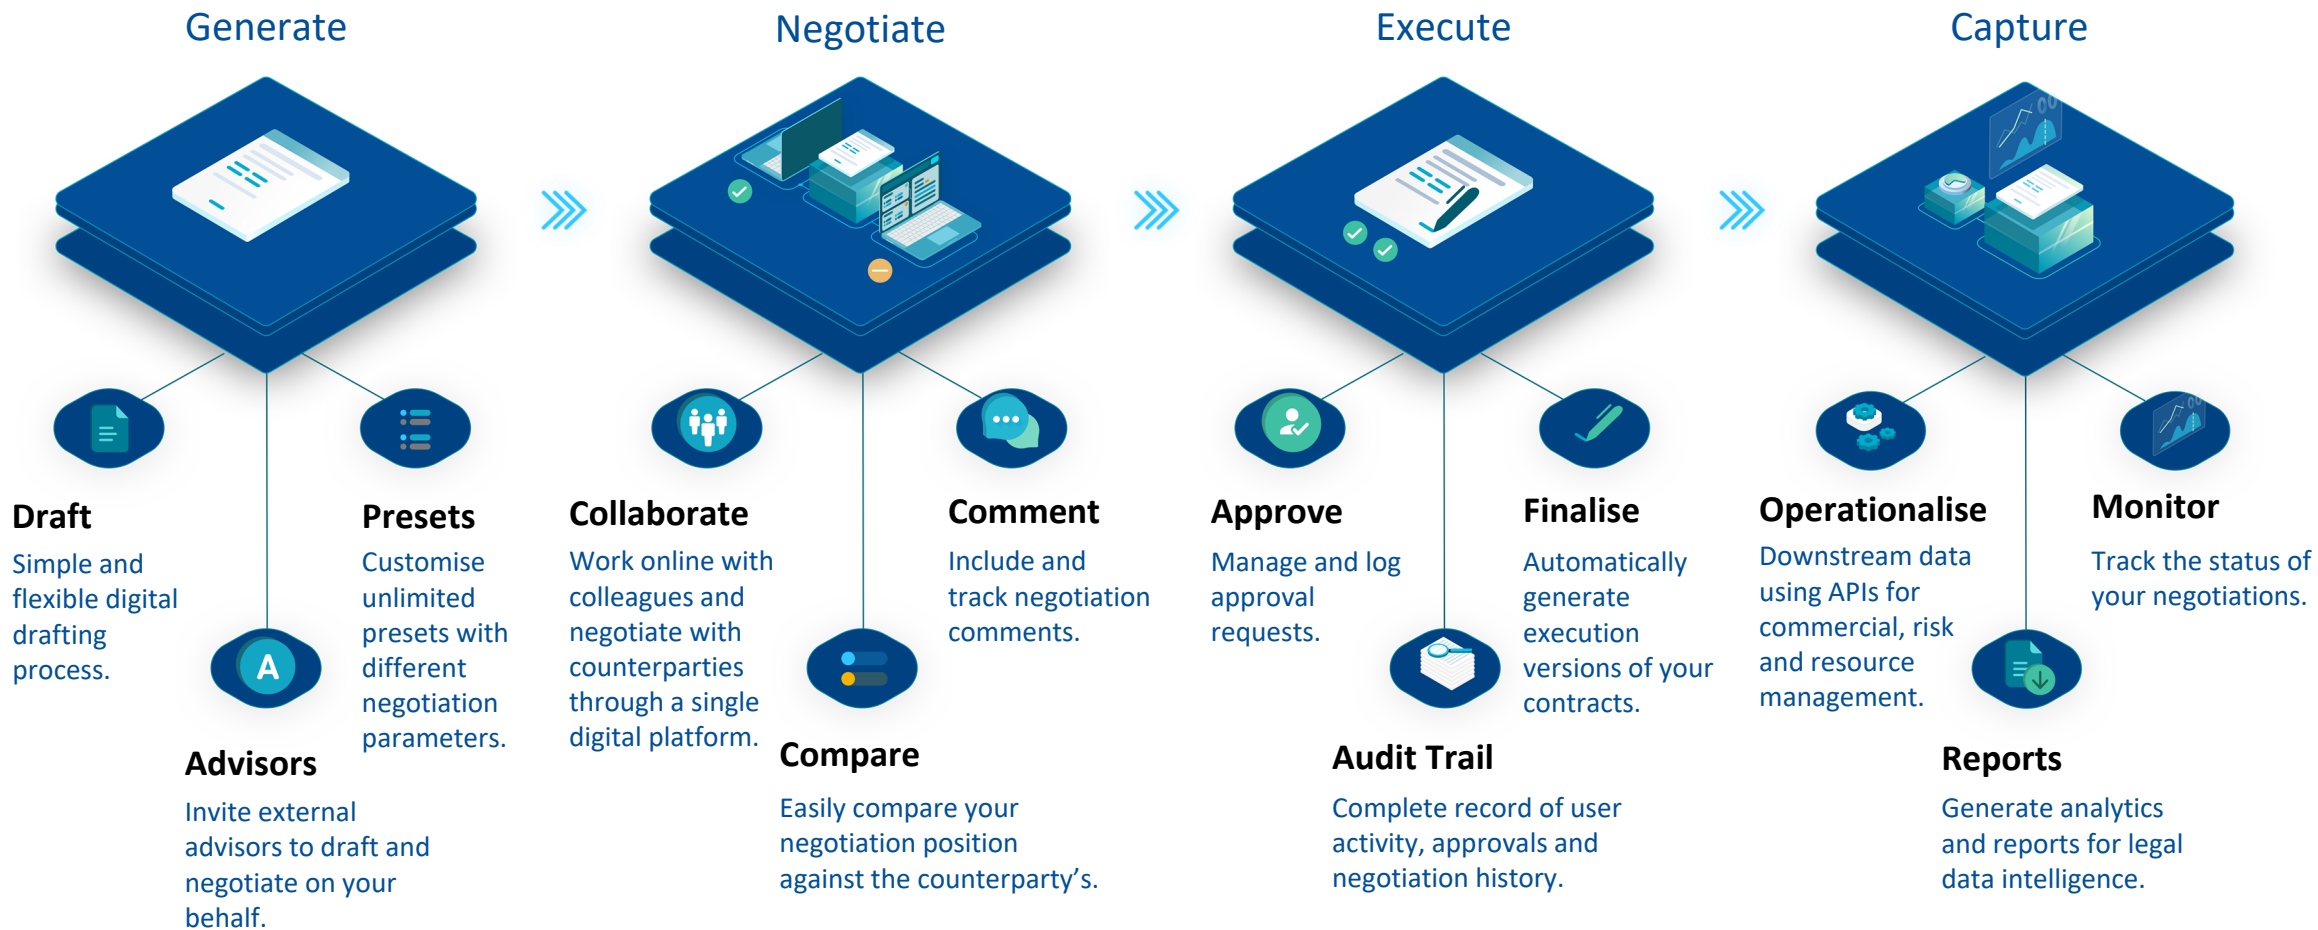 Generate
Negotiate
Execute
Capture
Draft
Simple and
flexible digital
drafting
process.
A
Advisors
Invite external
advisors to draft and
negotiate on your
behalf.
Presets
Customise
unlimited
presets with
different
negotiation
parameters.
Collaborate
Work online with
colleagues and
negotiate with
counterparties
through a single
digital platform.
Compare
Easily compare your
negotiation position
against the counterparty’s.
Comment
Include and
track negotiation
comments.
Approve
Manage and log
approval
requests.
Audit Trail
Complete record of user
activity, approvals and
negotiation history.
Finalise
Automatically
generate
execution
versions of your
contracts.
Operationalise
Downstream data
using APIs for
commercial, risk
and resource
management.
Reports
Generate analytics
and reports for legal
data intelligence.
Monitor
Track the status of
your negotiations.